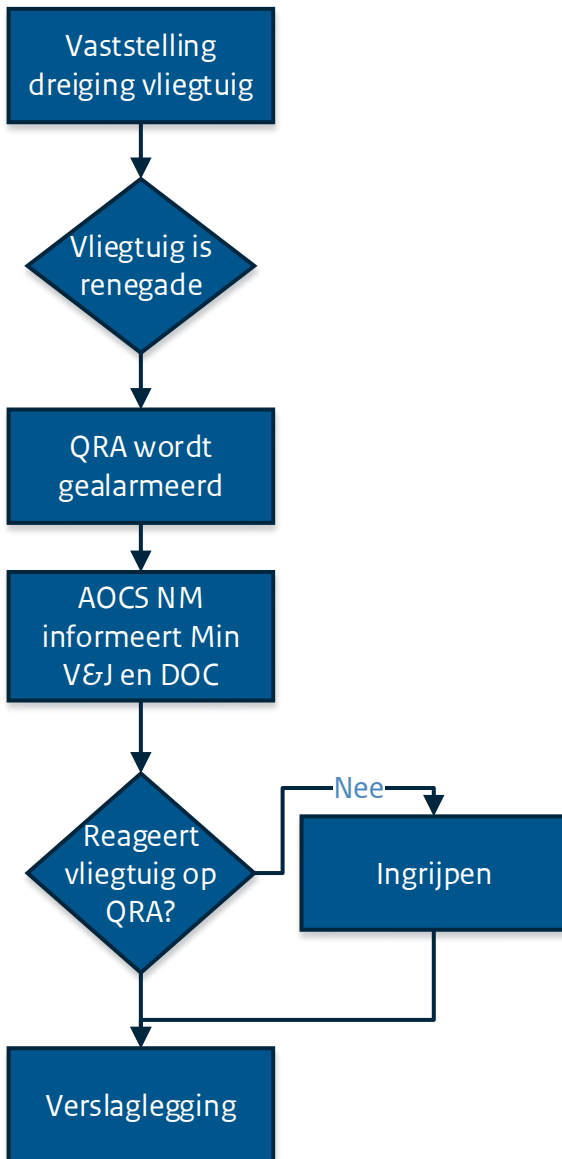 Vaststelling
dreiging vliegtuig
Vliegtuig is
renegade
QRA wordt
gealarmeerd
AOCS NM
informeert Min
V&J en DOC
Nee
Reageert
vliegtuig op
QRA?
Ingrijpen
Verslaglegging